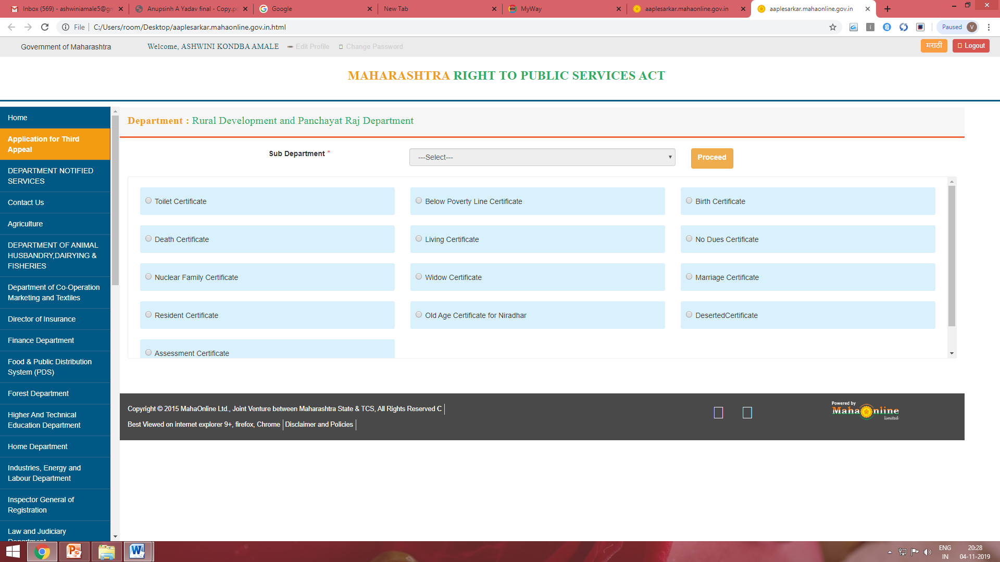 Inbox (569) - ashwiniamale5@gm
Anupsinh A Yadav final - Copy.pd
Google
New Tab
MyWay
aaplesarkar.mahaonline.gov.in
aaplesarkar.mahaonline.gov.in
File
C:/Users/room/Desktop/aaplesarkar.mahaonline.gov.in.html
Paused
V
Government of Maharashtra
Welcome, ASHWINI KONDBA AMALE
Edit Profile
Change Password
मराठी
Logout
MAHARASHTRA RIGHT TO PUBLIC SERVICES ACT
Home
Application for Third
Appeal
DEPARTMENT NOTIFIED
SERVICES
Contact Us
Agriculture
DEPARTMENT OF ANIMAL
HUSBANDRY,DAIRYING &
FISHERIES
Department of Co-Operation
Marketing and Textiles
Director of Insurance
Finance Department
Food & Public Distribution
System (PDS)
Forest Department
Higher And Technical
Education Department
Home Department
Industries, Energy and
Labour Department
Inspector General of
Registration
Law and Judiciary
Department
Department : Rural Development and Panchayat Raj Department
Sub Department *
---Select---
Proceed
Toilet Certificate
Below Poverty Line Certificate
Birth Certificate
Death Certificate
Living Certificate
No Dues Certificate
Nuclear Family Certificate
Widow Certificate
Marriage Certificate
Resident Certificate
Old Age Certificate for Niradhar
DesertedCertificate
Assessment Certificate
Copyright © 2015 MahaOnline Ltd., Joint Venture between Maharashtra State & TCS, All Rights Reserved C
Best Viewed on internet explorer 9+, firefox, Chrome
Disclaimer and Policies
Powered by
MahaOnline
limited
ENG
IN
20:28
04-11-2019